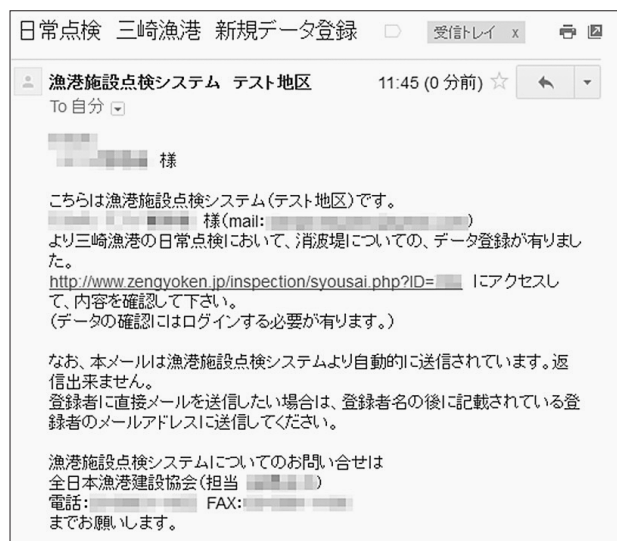 日常点検 三崎漁港 新規データ登録 受信トレイ x
漁港施設点検システム テスト地区 11:45 (0 分前)
To 自分
様
こちらは漁港施設点検システム(テスト地区)です。
様(mail: )
より三崎漁港の日常点検において、消波堤についての、データ登録が有りまし
た。
http://www.zengyoken.jp/inspection/syousai.php?ID= にアクセスし
て、内容を確認して下さい。
(データの確認にはログインする必要が有ります。)
なお、本メールは漁港施設点検システムより自動的に送信されています。返
信出来ません。
登録者に直接メールを送信したい場合は、登録者名の後に記載されている登
録者のメールアドレスに送信してください。
漁港施設点検システムについてのお問い合せは
全日本漁港建設協会(担当 )
電話: FAX:
までお願いします。